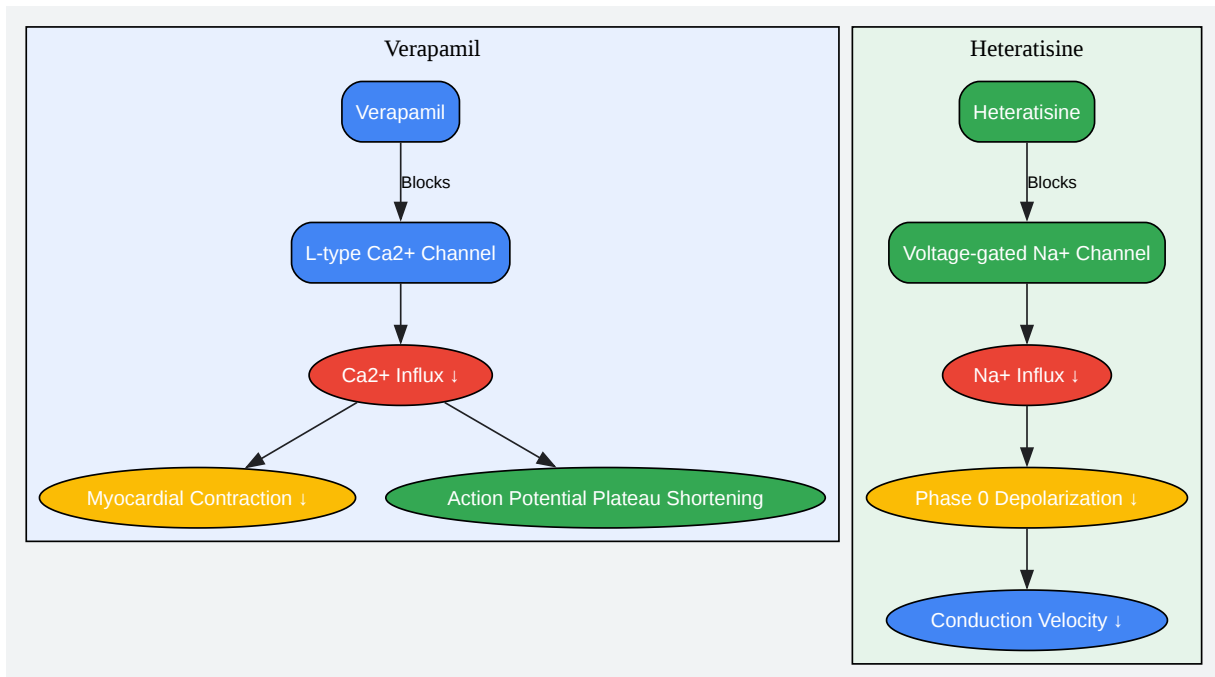 Verapamil
Verapamil
Blocks
L-type Ca2+ Channel
Ca2+ Influx ↓
Myocardial Contraction ↓
Action Potential Plateau Shortening
Heteratisine
Heteratisine
Blocks
Voltage-gated Na+ Channel
Na+ Influx ↓
Phase 0 Depolarization ↓
Conduction Velocity ↓